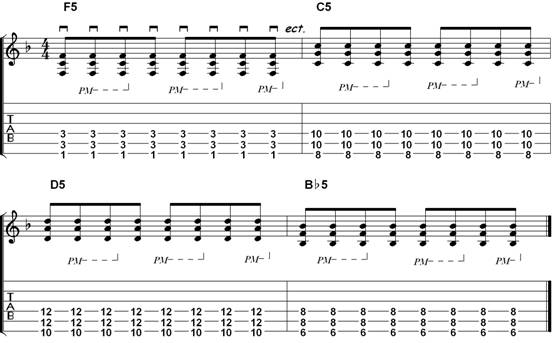 F5 C5
4
4
ect.
PM PM PM PM PM PM
T 3 3 3 3 3 3 3 3 10 10 10 10 10 10 10 10
A 3 3 3 3 3 3 3 3 10 10 10 10 10 10 10 10
B 1 1 1 1 1 1 1 1 8 8 8 8 8 8 8 8
D5 B♭5
PM PM PM PM PM PM
T 12 12 12 12 12 12 12 12 8 8 8 8 8 8 8 8
A 12 12 12 12 12 12 12 12 8 8 8 8 8 8 8 8
B 10 10 10 10 10 10 10 10 6 6 6 6 6 6 6 6